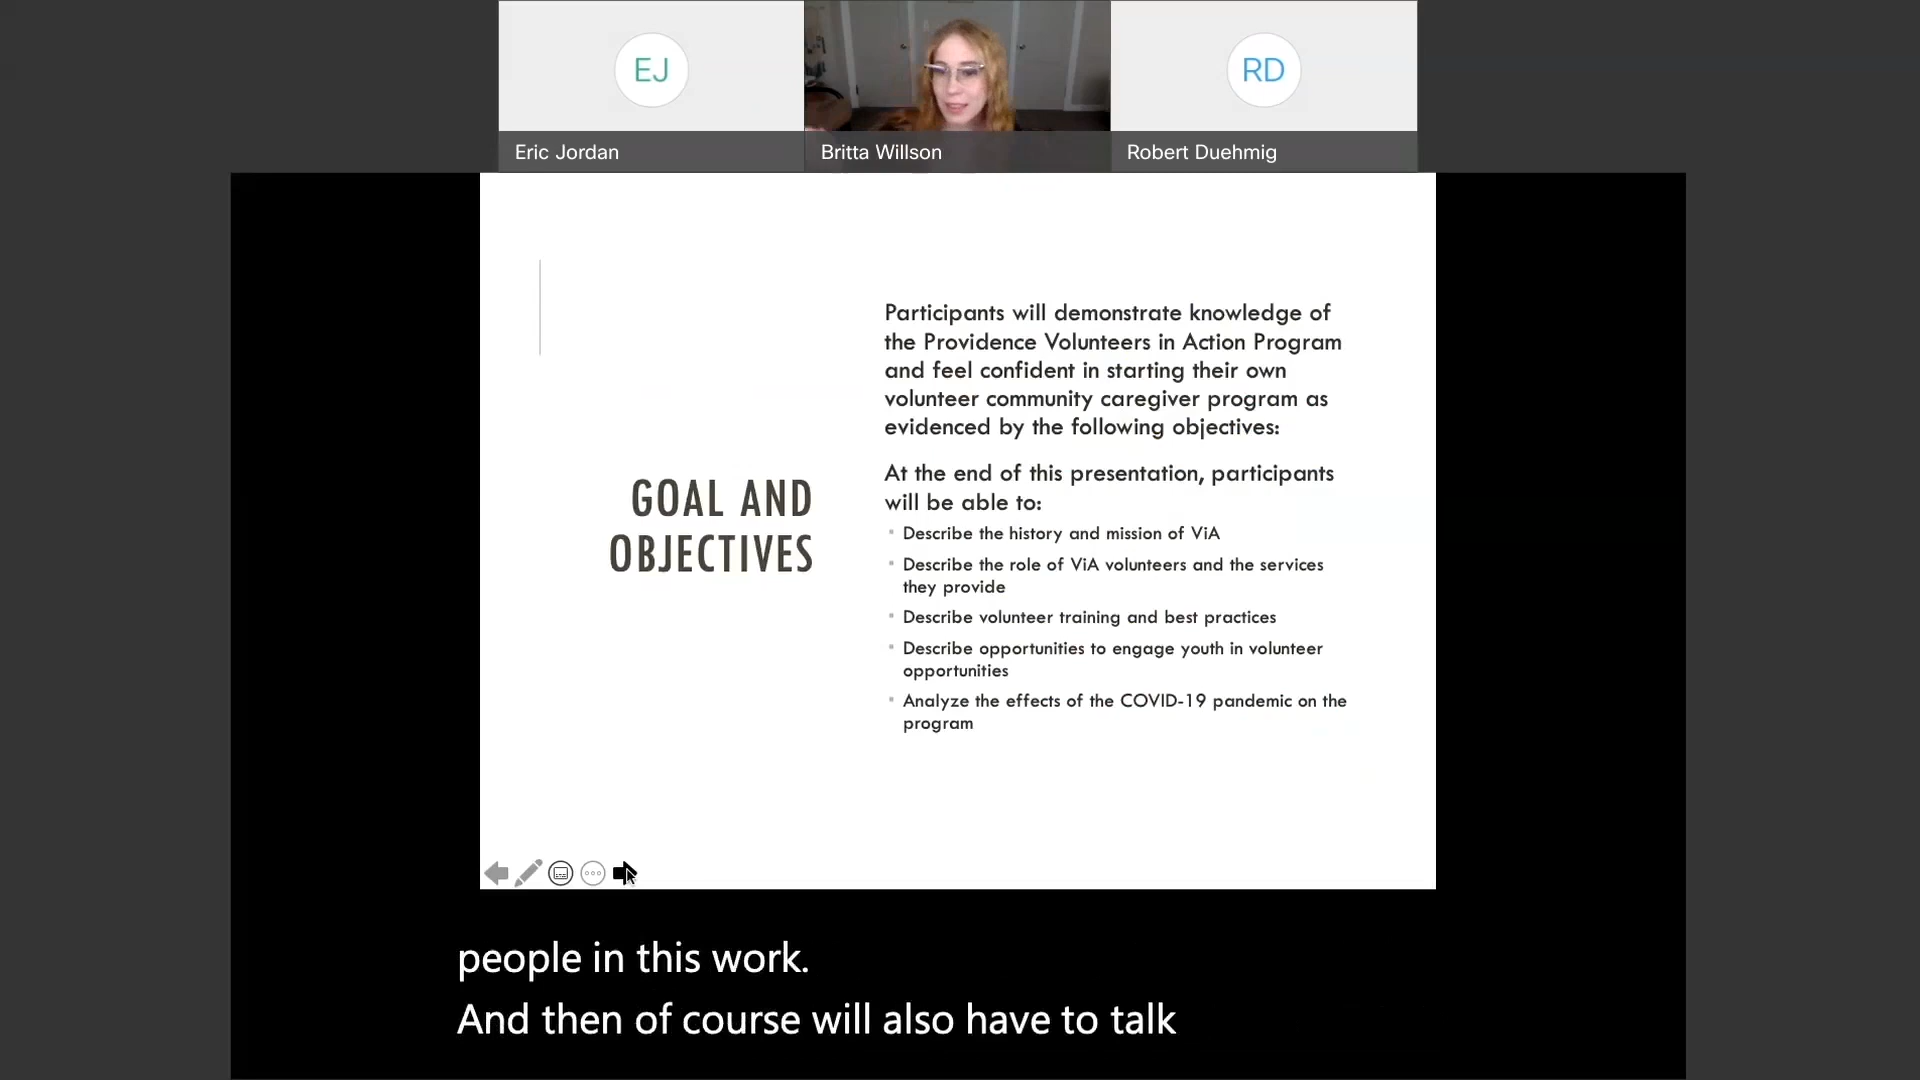 EJ
RD
Eric Jordan
Britta Willson
Robert Duehmig
Participants will demonstrate knowledge of
the Providence Volunteers in Action Program
and feel confident in starting their own
volunteer community caregiver program as
evidenced by the following objectives:
At the end of this presentation, participants
will be able to:
GOAL AND
OBJECTIVES
Describe the history and mission of ViA
Describe the role of ViA volunteers and the services
they provide
Describe volunteer training and best practices
Describe opportunities to engage youth in volunteer
opportunities
Analyze the effects of the COVID-19 pandemic on the
program
people in this work.
And then of course will also have to talk